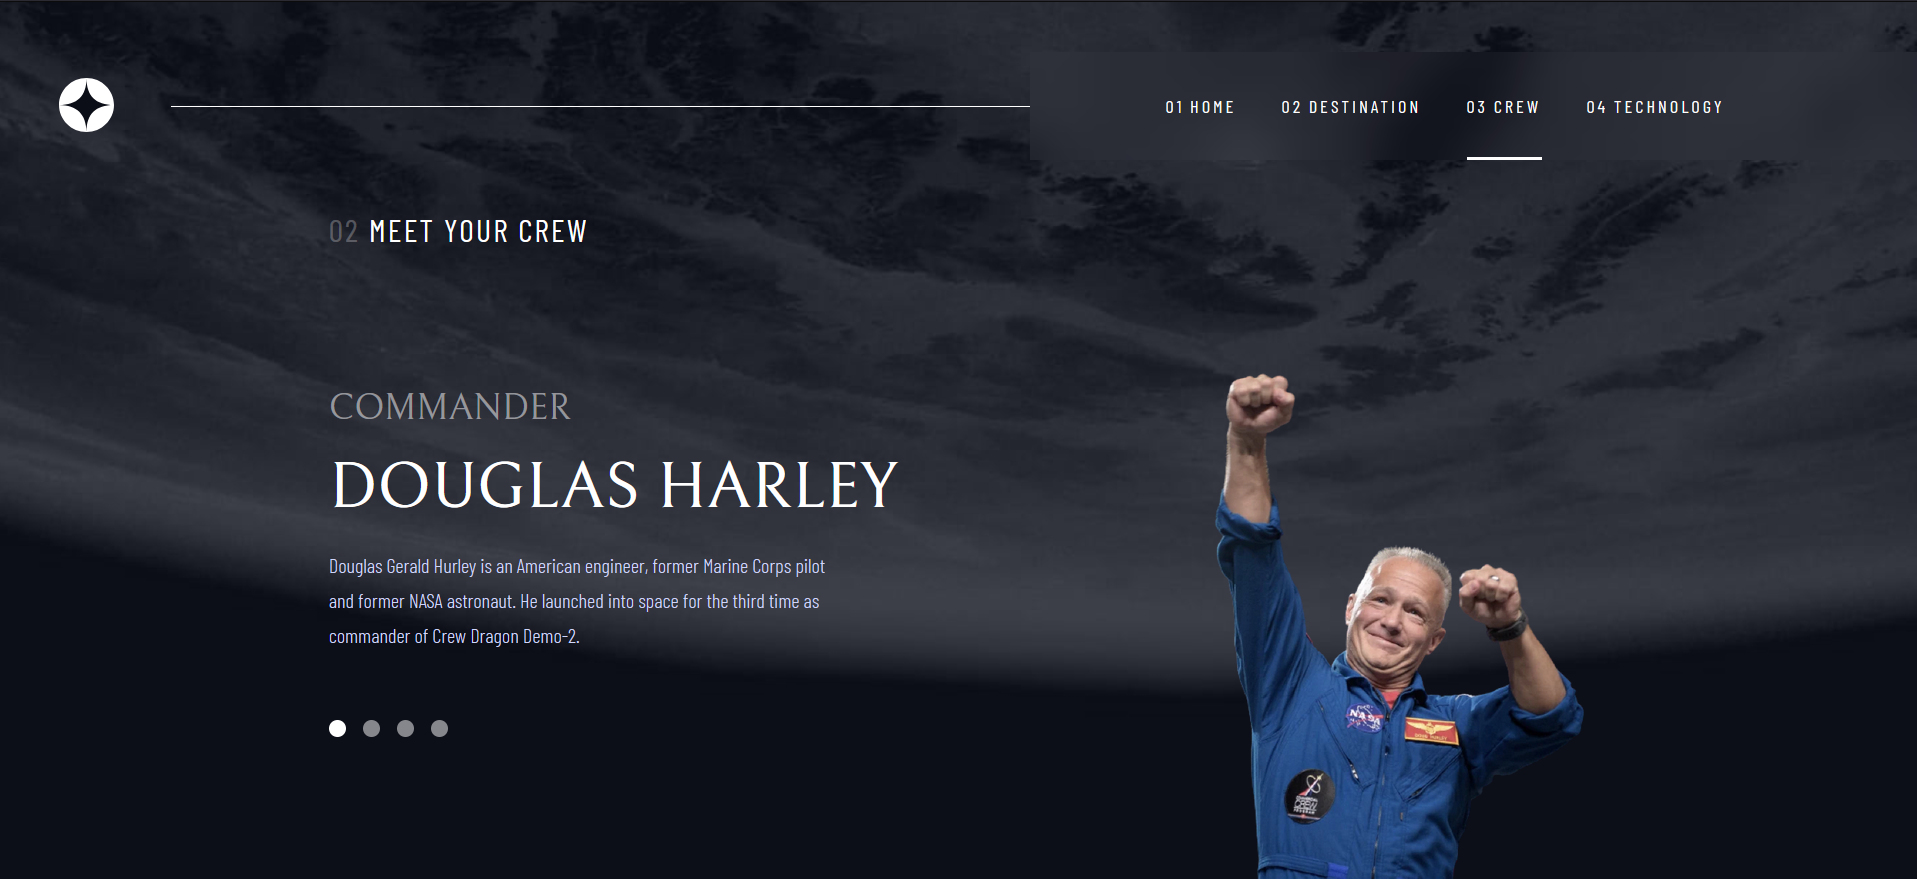 01 HOME 02 DESTINATION 03 CREW 04 TECHNOLOGY
02 MEET YOUR CREW
COMMANDER
DOUGLAS HARLEY
Douglas Gerald Hurley is an American engineer, former Marine Corps pilot
and former NASA astronaut. He launched into space for the third time as
commander of Crew Dragon Demo-2.
NASA
CREW